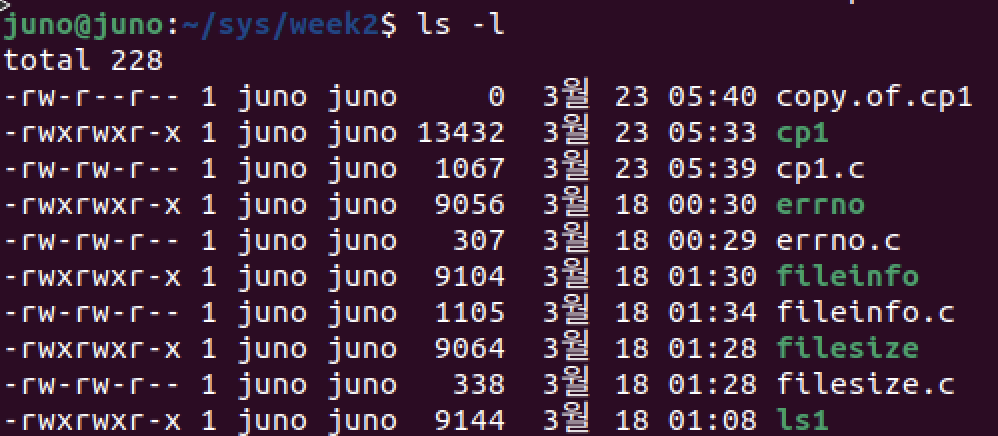 juno@juno:~/sys/week2$ ls -l
total 228
-rw-r--r-- 1 juno juno     0  3월 23 05:40 copy.of.cp1
-rwxrwxr-x 1 juno juno 13432  3월 23 05:33 cp1
-rw-rw-r-- 1 juno juno  1067  3월 23 05:39 cp1.c
-rwxrwxr-x 1 juno juno  9056  3월 18 00:30 errno
-rw-rw-r-- 1 juno juno   307  3월 18 00:29 errno.c
-rwxrwxr-x 1 juno juno  9104  3월 18 01:30 fileinfo
-rw-rw-r-- 1 juno juno  1105  3월 18 01:34 fileinfo.c
-rwxrwxr-x 1 juno juno  9064  3월 18 01:28 filesize
-rw-rw-r-- 1 juno juno   338  3월 18 01:28 filesize.c
-rwxrwxr-x 1 juno juno  9144  3월 18 01:08 ls1